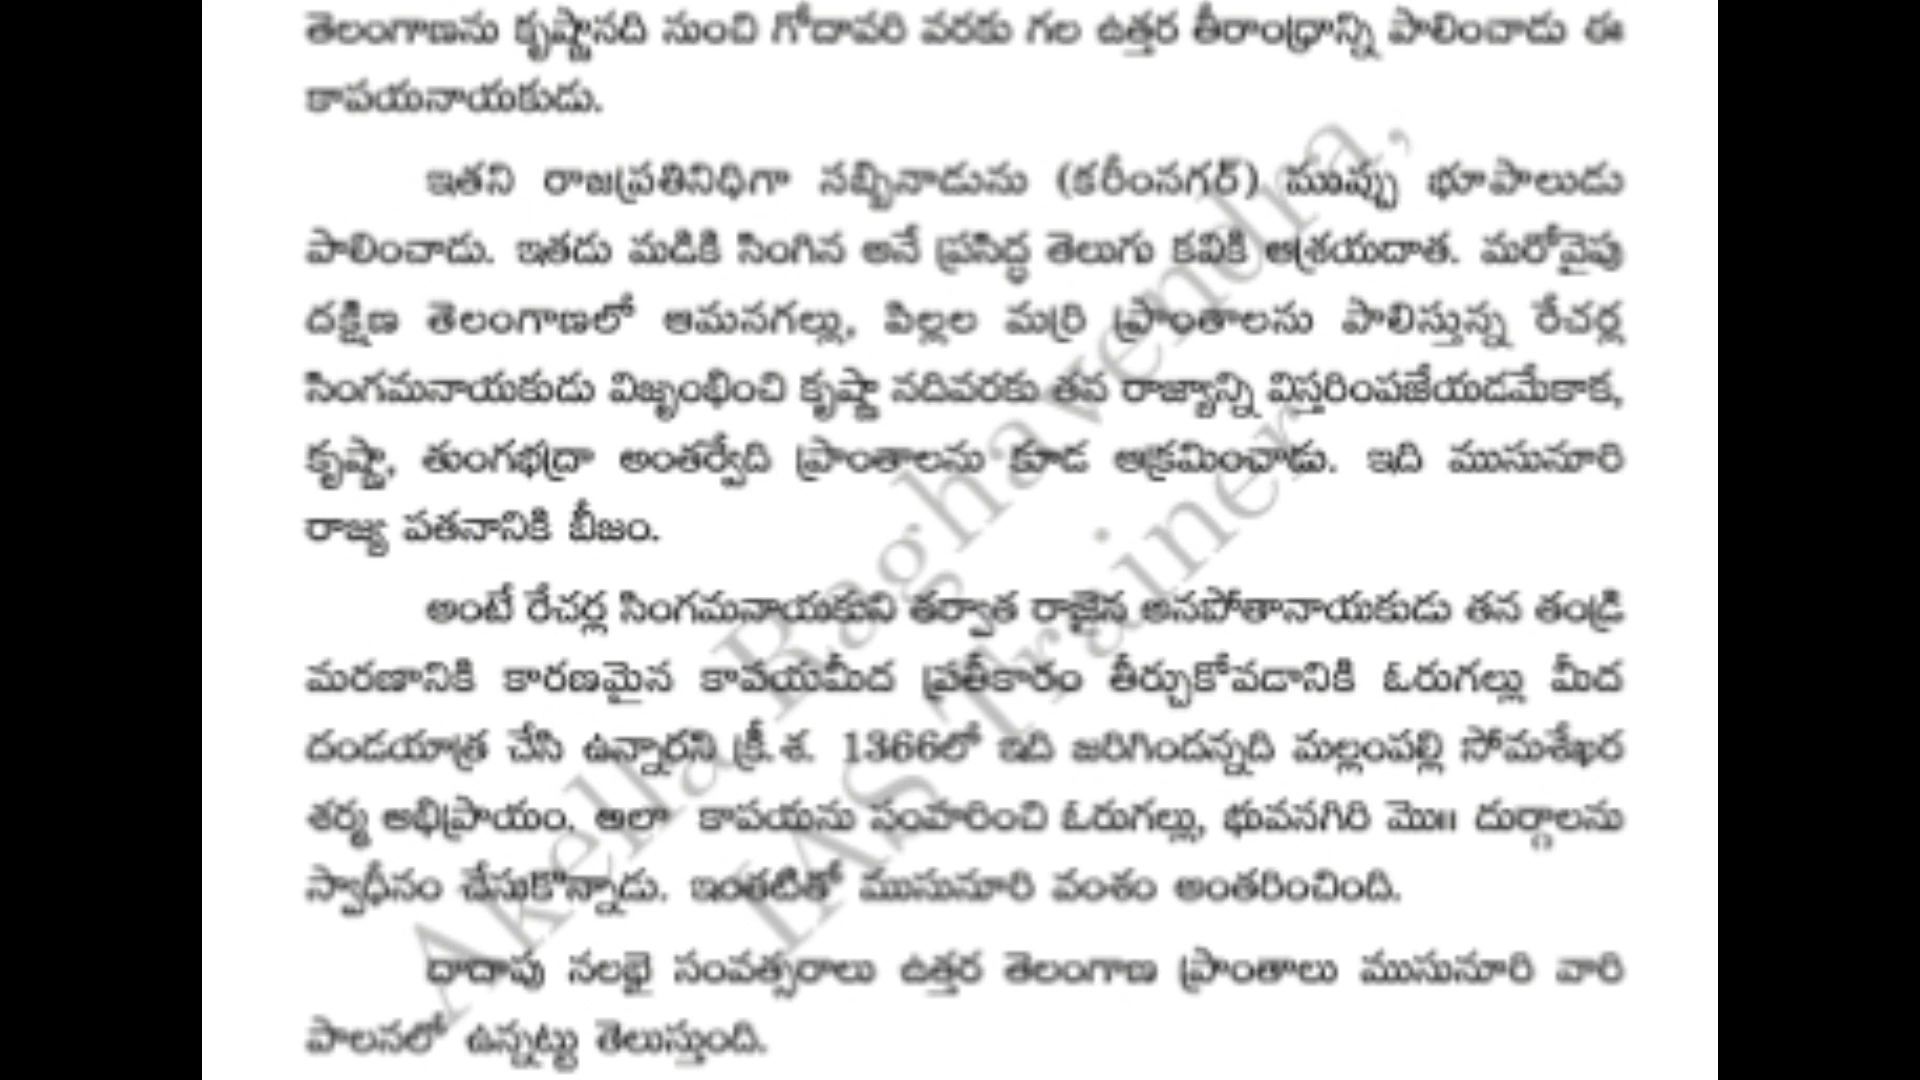 తెలంగాణను కృష్ణానది నుంచి గోదావరి వరకు గల ఉత్తర తీరాంధ్రాన్ని పాలించాడు ఈ
కాపయనాయకుడు.
ఇతని రాజప్రతినిధిగా సబ్బినాడును (కరీంనగర్) ముప్ప భూపాలుడు
పాలించాడు. ఇతడు మడికి సింగన అనే ప్రసిద్ధ తెలుగు కవికి ఆశ్రయదాత. మరోవైపు
దక్షిణ తెలంగాణలో ఆమనగల్లు, పిల్లల మర్రి ప్రాంతాలను పాలిస్తున్న రేచర్ల
సింగమనాయకుడు విజృంభించి కృష్ణా నదివరకు తన రాజ్యాన్ని విస్తరింపజేయడమేకాక,
కృష్ణా, తుంగభద్రా అంతర్వేది ప్రాంతాలను కూడ ఆక్రమించాడు. ఇది ముసునూరి
రాజ్య పతనానికి బీజం.
అంటే రేచర్ల సింగమనాయకుని తర్వాత రాజైన అనపోతానాయకుడు తన తండ్రి
మరణానికి కారణమైన కాపయమీద ప్రతీకారం తీర్చుకోవడానికి ఓరుగల్లు మీద
దండయాత్ర చేసి ఉన్నారని క్రీ.శ. 1366లో ఇది జరిగిందన్నది మల్లంపల్లి సోమశేఖర
శర్మ అభిప్రాయం. అలా కాపయను సంహరించి ఓరుగల్లు, భువనగిరి మొ॥ దుర్గాలను
స్వాధీనం చేసుకొన్నాడు. ఇంతటితో ముసునూరి వంశం అంతరించింది.
దాదాపు నలభై సంవత్సరాలు ఉత్తర తెలంగాణ ప్రాంతాలు ముసునూరి వారి
పాలనలో ఉన్నట్టు తెలుస్తుంది.
Akella Raghavendra,
IAS Trainer